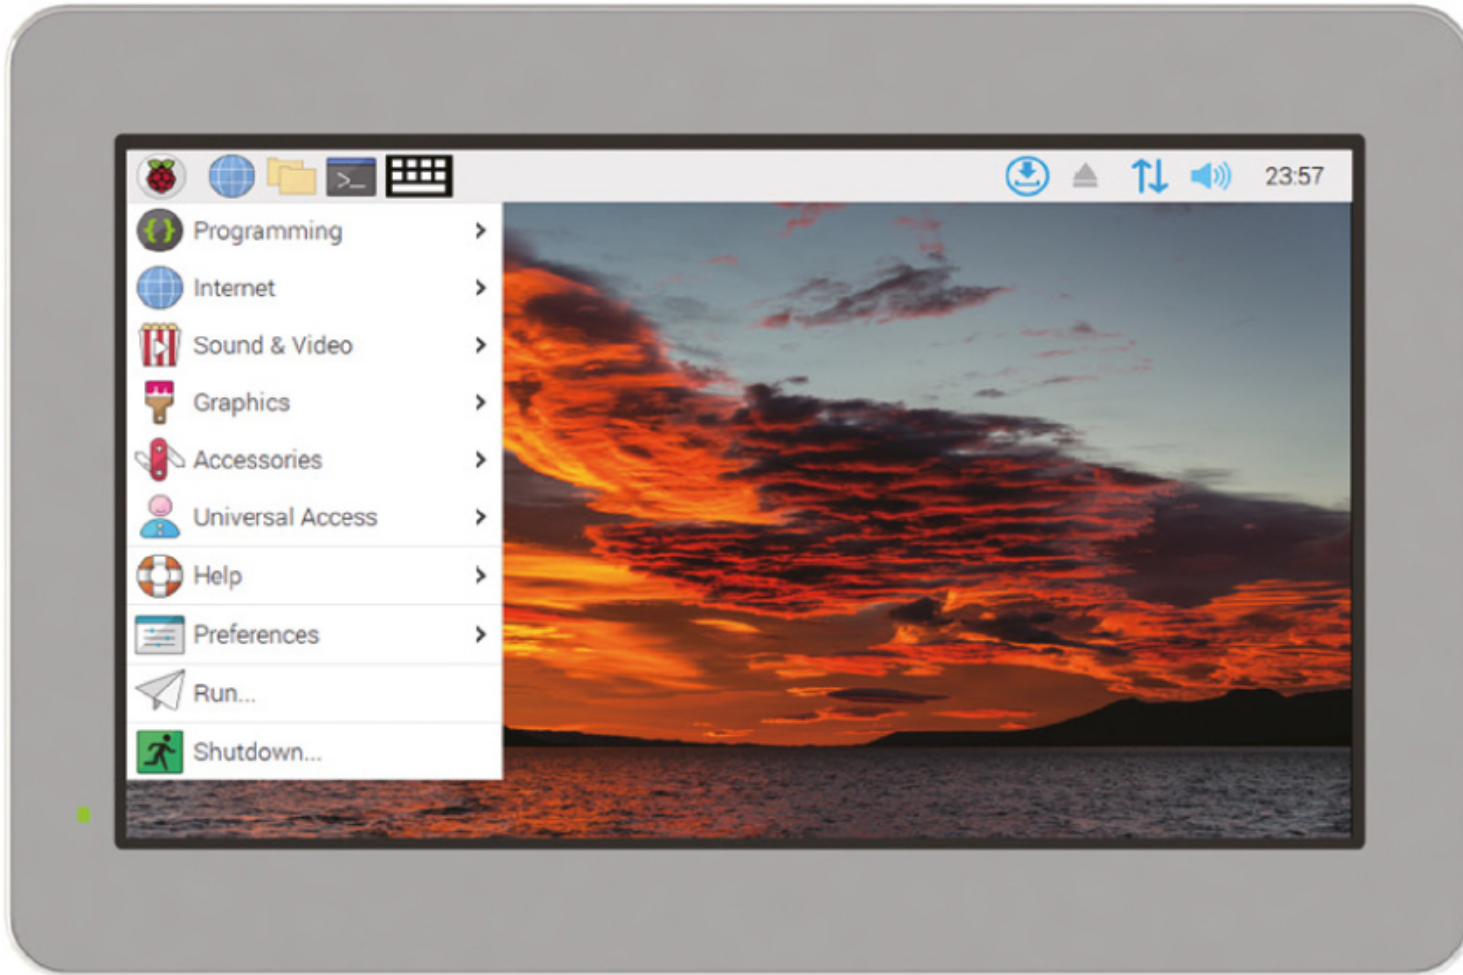 23:57
Programming
Internet
Sound & Video
Graphics
Accessories
Universal Access
Help
Preferences
Run...
Shutdown...